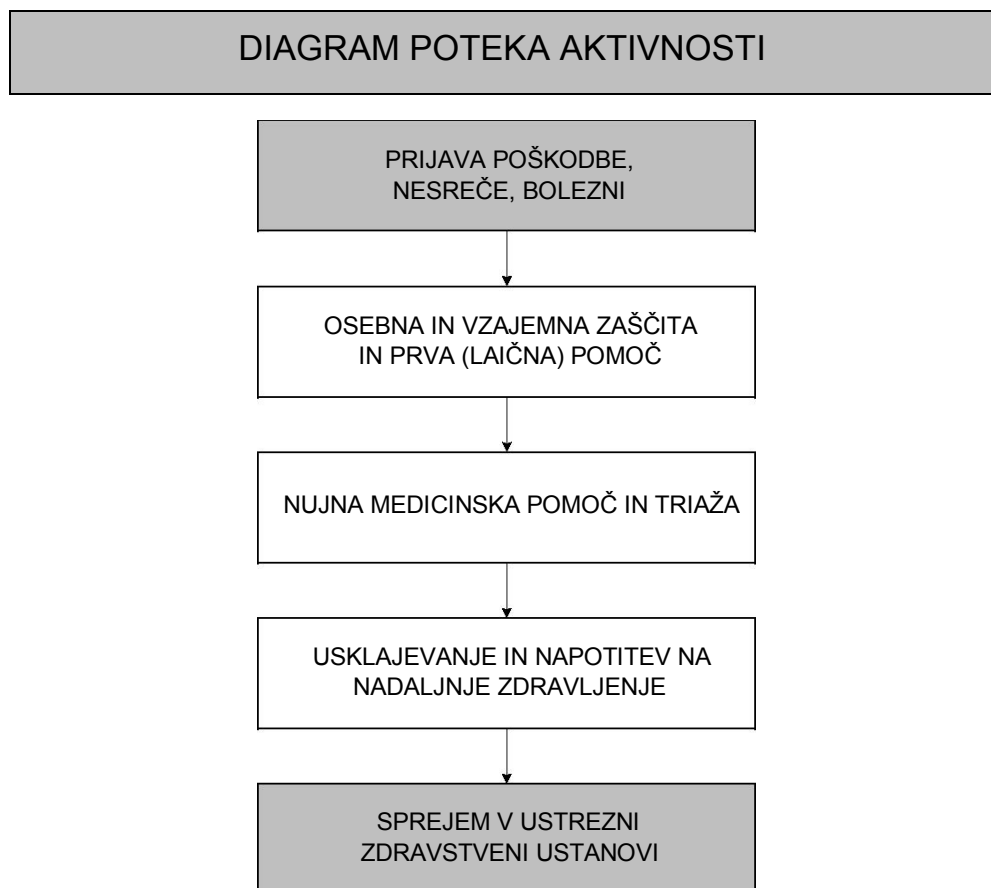 DIAGRAM POTEKA AKTIVNOSTI
PRIJAVA POŠKODBE,
NESREČE, BOLEZNI
OSEBNA IN VZAJEMNA ZAŠČITA
IN PRVA (LAIČNA) POMOČ
NUJNA MEDICINSKA POMOČ IN TRIAŽA
USKLAJEVANJE IN NAPOTITEV NA
NADALJNJE ZDRAVLJENJE
SPREJEM V USTREZNI
ZDRAVSTVENI USTANOVI